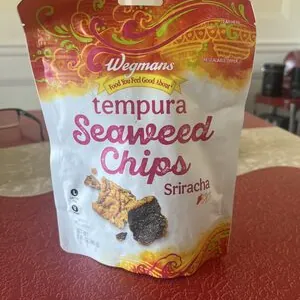 Wegmans
Food You Feel Good About
tempura
Seaweed
Chips
Sriracha